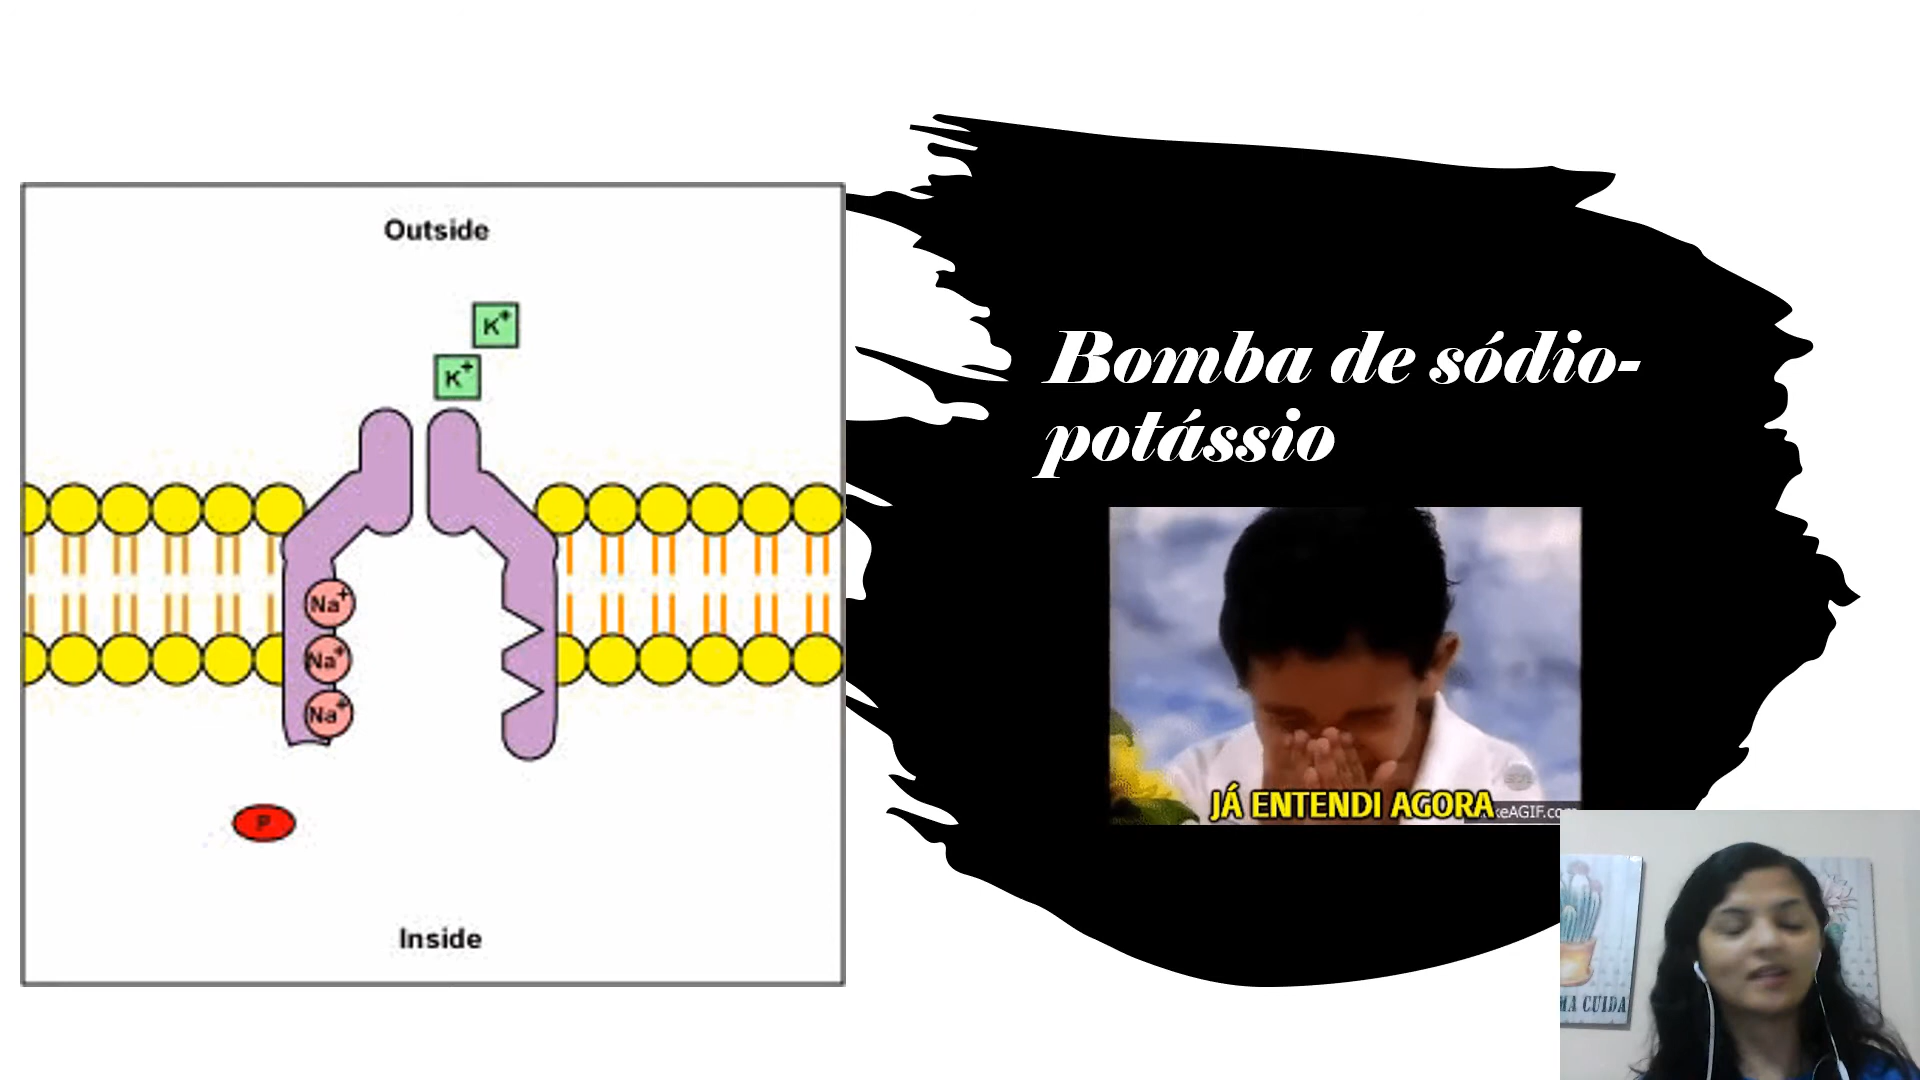 Outside
K+
K+
Na+
Na+
Na+
P
Inside
Bomba de sódio-
potássio
JÁ ENTENDI AGORA
MA CUIDA